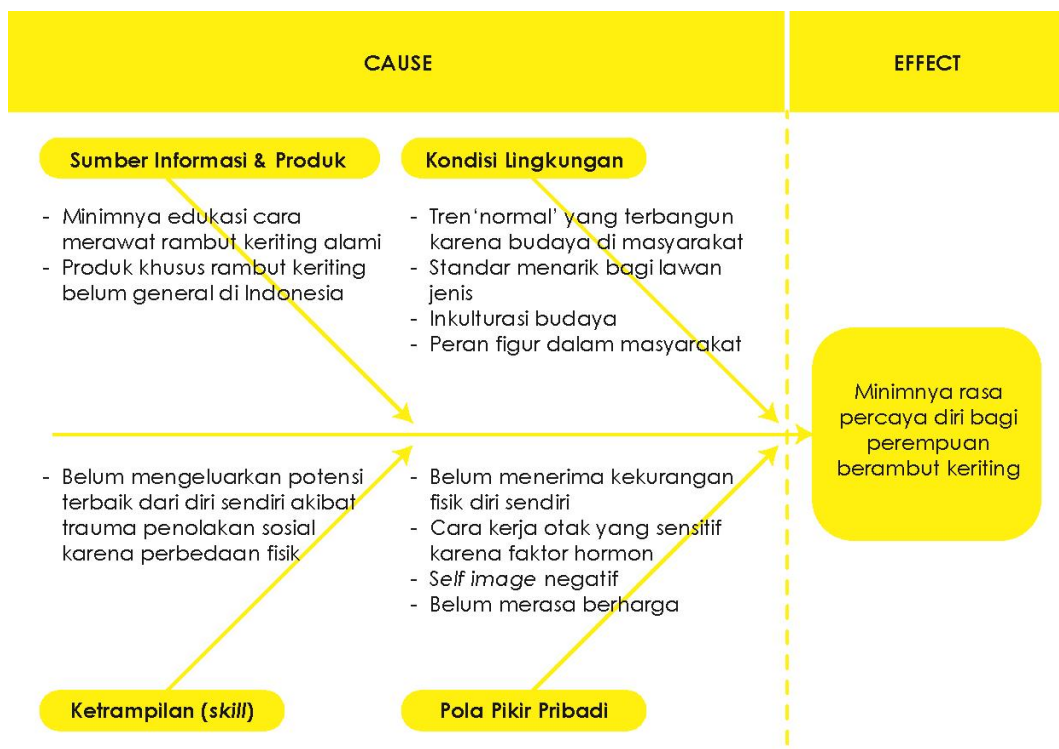 CAUSE
EFFECT
Sumber Informasi & Produk
- Minimnya edukasi cara
merawat rambut keriting alami
- Produk khusus rambut keriting
belum general di Indonesia
Kondisi Lingkungan
- Tren 'normal' yang terbangun
karena budaya di masyarakat
- Standar menarik bagi lawan
jenis
- Inkulturasi budaya
- Peran figur dalam masyarakat
Minimnya rasa
percaya diri bagi
perempuan
berambut keriting
- Belum mengeluarkan potensi
terbaik dari diri sendiri akibat
trauma penolakan sosial
karena perbedaan fisik
Ketrampilan (skill)
- Belum menerima kekurangan
fisik diri sendiri
- Cara kerja otak yang sensitif
karena faktor hormon
- Self image negatif
- Belum merasa berharga
Pola Pikir Pribadi